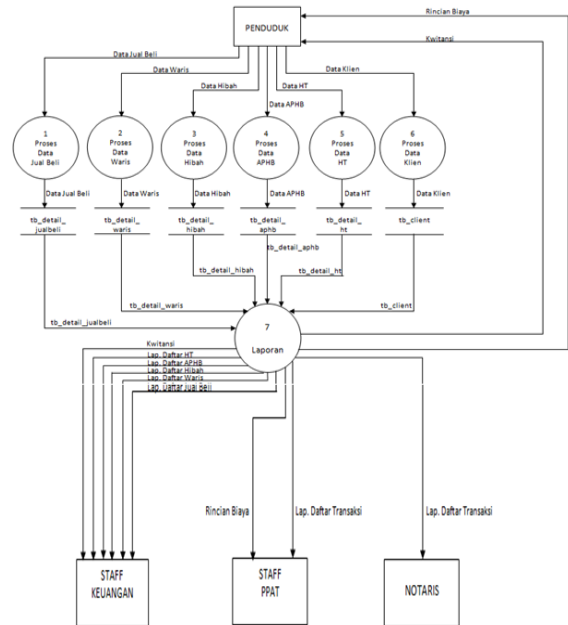 Rincian Biaya
PENDUDUK
Kwitansi
Data Jual Beli
Data Waris
Data Hibah
Data APHB
Data HT
Data Klien
1
Proses
Data
Jual Beli
2
Proses
Data
Waris
3
Proses
Data
Hibah
4
Proses
Data
APHB
5
Proses
Data
HT
6
Proses
Data
Klien
Data Jual Beli
Data Waris
Data Hibah
Data APHB
Data HT
Data Klien
tb_detail_
jualbeli
tb_detail_
waris
tb_detail_
hibah
tb_detail_
aphb
tb_detail_
ht
tb_client
tb_detail_aphb
tb_detail_hibah
tb_detail_ht
tb_detail_waris
tb_client
tb_detail_jualbeli
7
Laporan
Kwitansi
Lap. Daftar HT
Lap. Daftar APHB
Lap. Daftar Hibah
Lap. Daftar Waris
Lap. Daftar Jual Beli
Rincian Biaya
Lap. Daftar Transaksi
Lap. Daftar Transaksi
STAFF
KEUANGAN
STAFF
PPAT
NOTARIS